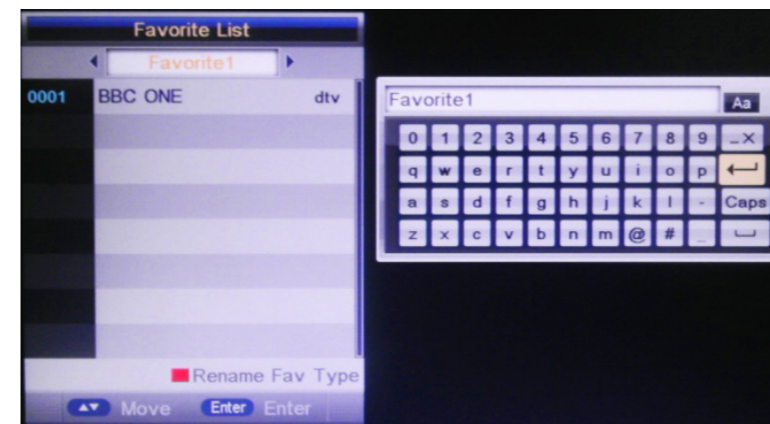 Favorite List
Favorite1
0001 BBC ONE dtv
Rename Fav Type
Move Enter Enter
Favorite1 Aa
0 1 2 3 4 5 6 7 8 9 _X
q w e r t y u i o p
a s d f g h j k l - Caps
z x c v b n m @ # _